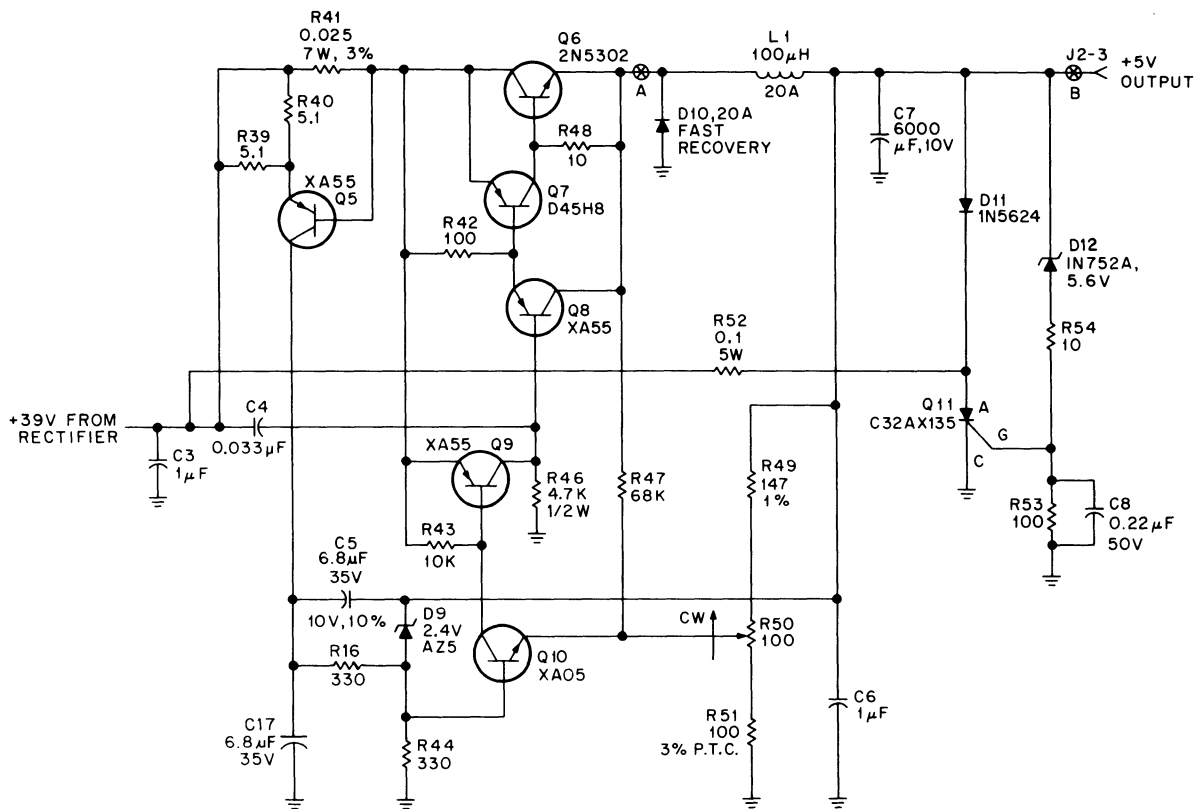 R41
0.025
7W, 3%
Q6
2N5302
L1
100μH
20A
J2-3
+5V
OUTPUT
A
B
R40
5.1
R39
5.1
XA55
Q5
R48
10
D10, 20A
FAST
RECOVERY
C7
6000
μF, 10V
Q7
D45H8
R42
100
D11
1N5624
D12
IN752A,
5.6V
Q8
XA55
R52
0.1
5W
R54
10
+39V FROM
RECTIFIER
C4
0.033μF
C3
1μF
Q11
C32AX135
A
G
C
XA55
Q9
R46
4.7K
1/2W
R47
68K
R49
147
1%
R53
100
C8
0.22μF
50V
R43
10K
C5
6.8μF
35V
10V, 10%
D9
2.4V
AZ5
CW
R50
100
R16
330
Q10
XA05
C17
6.8μF
35V
R44
330
R51
100
3% P.T.C.
C6
1μF